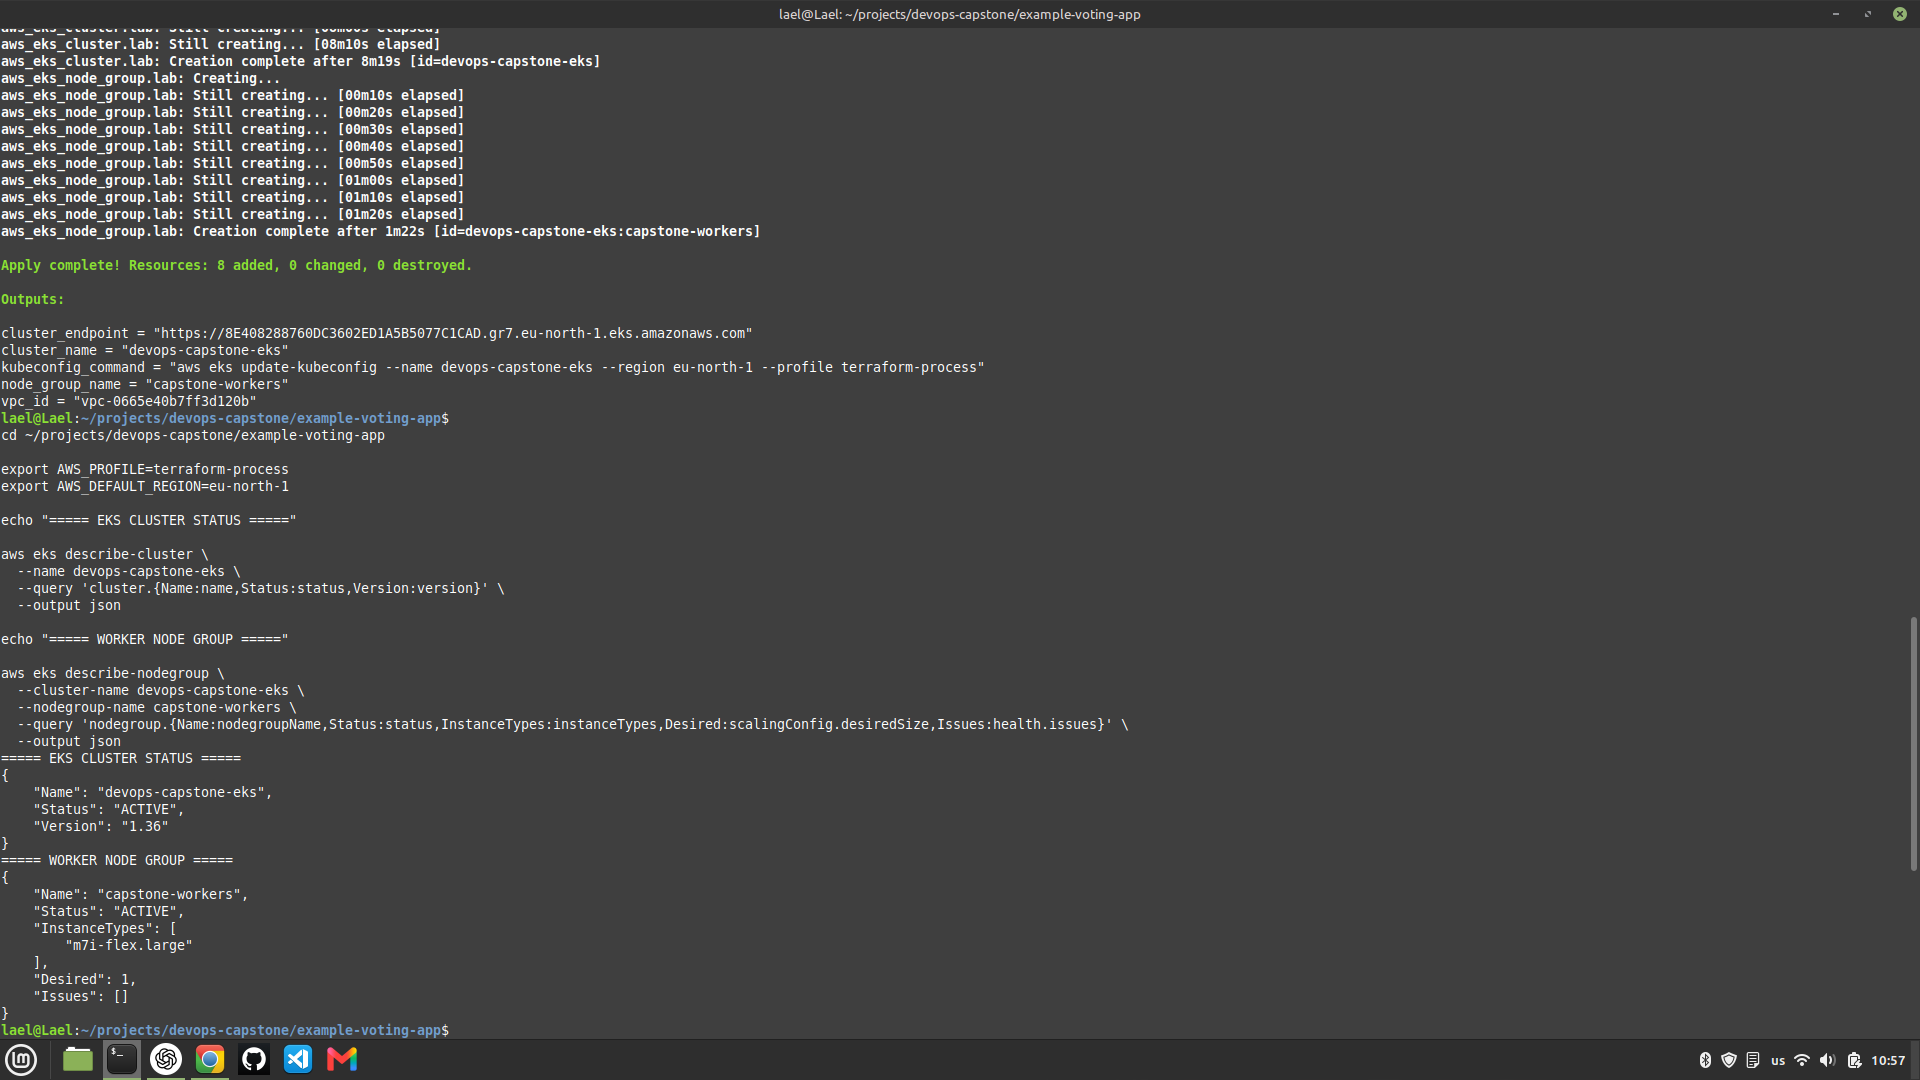 lael@Lael: ~/projects/devops-capstone/example-voting-app
aws_eks_cluster.lab: Still creating... [08m00s elapsed]
aws_eks_cluster.lab: Still creating... [08m10s elapsed]
aws_eks_cluster.lab: Creation complete after 8m19s [id=devops-capstone-eks]
aws_eks_node_group.lab: Creating...
aws_eks_node_group.lab: Still creating... [00m10s elapsed]
aws_eks_node_group.lab: Still creating... [00m20s elapsed]
aws_eks_node_group.lab: Still creating... [00m30s elapsed]
aws_eks_node_group.lab: Still creating... [00m40s elapsed]
aws_eks_node_group.lab: Still creating... [00m50s elapsed]
aws_eks_node_group.lab: Still creating... [01m00s elapsed]
aws_eks_node_group.lab: Still creating... [01m10s elapsed]
aws_eks_node_group.lab: Still creating... [01m20s elapsed]
aws_eks_node_group.lab: Creation complete after 1m22s [id=devops-capstone-eks:capstone-workers]

Apply complete! Resources: 8 added, 0 changed, 0 destroyed.

Outputs:

cluster_endpoint = "https://8E408288760DC3602ED1A5B5077C1CAD.gr7.eu-north-1.eks.amazonaws.com"
cluster_name = "devops-capstone-eks"
kubeconfig_command = "aws eks update-kubeconfig --name devops-capstone-eks --region eu-north-1 --profile terraform-process"
node_group_name = "capstone-workers"
vpc_id = "vpc-0665e40b7ff3d120b"
lael@Lael:~/projects/devops-capstone/example-voting-app$
cd ~/projects/devops-capstone/example-voting-app

export AWS_PROFILE=terraform-process
export AWS_DEFAULT_REGION=eu-north-1

echo "===== EKS CLUSTER STATUS ====="

aws eks describe-cluster \
  --name devops-capstone-eks \
  --query 'cluster.{Name:name,Status:status,Version:version}' \
  --output json

echo "===== WORKER NODE GROUP ====="

aws eks describe-nodegroup \
  --cluster-name devops-capstone-eks \
  --nodegroup-name capstone-workers \
  --query 'nodegroup.{Name:nodegroupName,Status:status,InstanceTypes:instanceTypes,Desired:scalingConfig.desiredSize,Issues:health.issues}' \
  --output json
===== EKS CLUSTER STATUS =====
{
    "Name": "devops-capstone-eks",
    "Status": "ACTIVE",
    "Version": "1.36"
}
===== WORKER NODE GROUP =====
{
    "Name": "capstone-workers",
    "Status": "ACTIVE",
    "InstanceTypes": [
        "m7i-flex.large"
    ],
    "Desired": 1,
    "Issues": []
}
lael@Lael:~/projects/devops-capstone/example-voting-app$
us
10:57